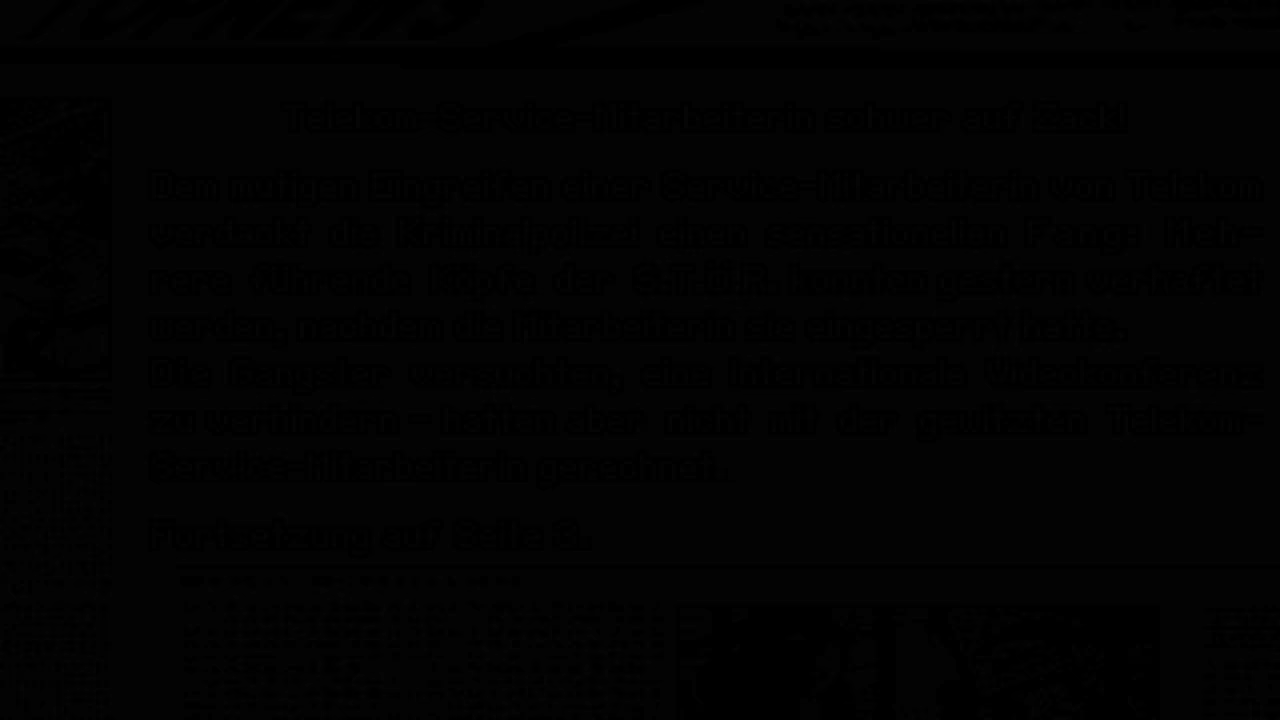 TOPNEWS
Telekom-Service-Mitarbeiterin schwer auf Zack!
Dem mutigen Eingreifen einer Service-Mitarbeiterin von Telekom
verdankt die Kriminalpolizei einen sensationellen Fang: Meh-
rere führende Köpfe der S.T.U.R. konnten gestern verhaftet
werden, nachdem die Mitarbeiterin sie eingesperrt hatte.
Die Gangster versuchten, eine internationale Videokonferenz
zu verhindern - hatten aber nicht mit der gewitzten Telekom-
Service-Mitarbeiterin gerechnet.
Fortsetzung auf Seite 3.